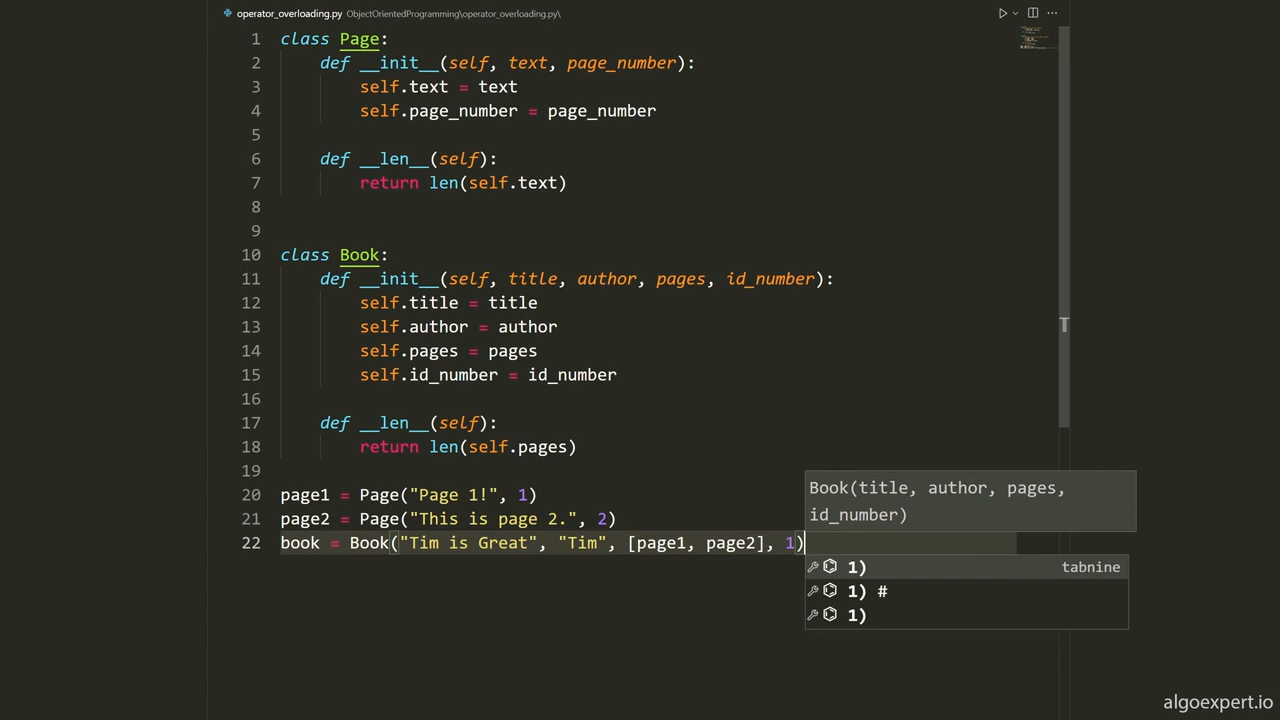 operator_overloading.py ObjectOrientedProgramming\operator_overloading.py\
1 class Page:
2 def __init__(self, text, page_number):
3 self.text = text
4 self.page_number = page_number
5
6 def __len__(self):
7 return len(self.text)
8
9
10 class Book:
11 def __init__(self, title, author, pages, id_number):
12 self.title = title
13 self.author = author
14 self.pages = pages
15 self.id_number = id_number
16
17 def __len__(self):
18 return len(self.pages)
19
20 page1 = Page("Page 1!", 1)
21 page2 = Page("This is page 2.", 2)
22 book = Book("Tim is Great", "Tim", [page1, page2], 1)
Book(title, author, pages,
id_number)
1) tabnine
1) #
1)
algoexpert.io